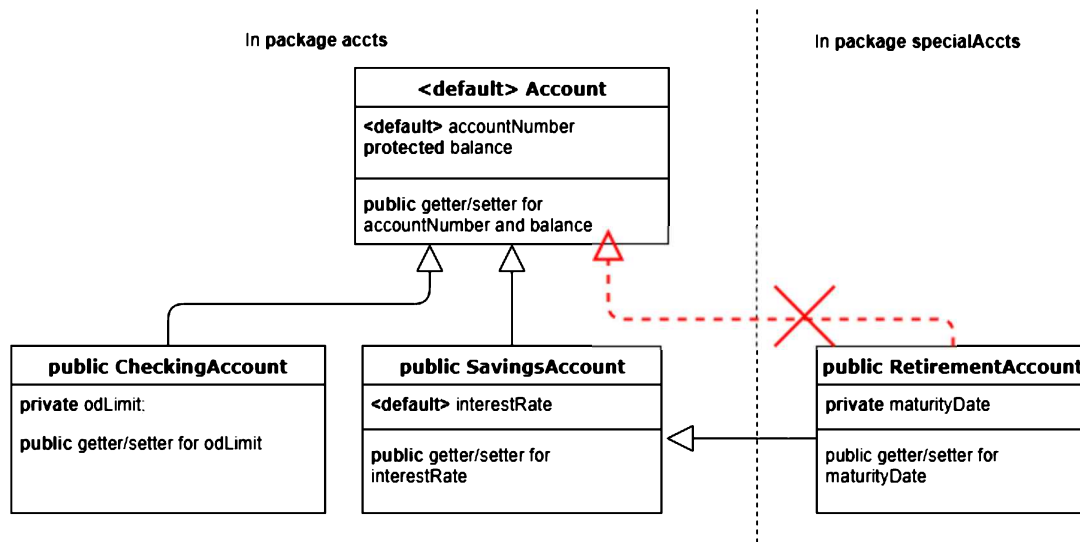 In package accts
In package specialAccts
<default> Account
<default> accountNumber
protected balance
public getter/setter for
accountNumber and balance
public CheckingAccount
private odLimit:
public getter/setter for odLimit
public SavingsAccount
<default> interestRate
public getter/setter for
interestRate
public RetirementAccount
private maturityDate
public getter/setter for
maturityDate